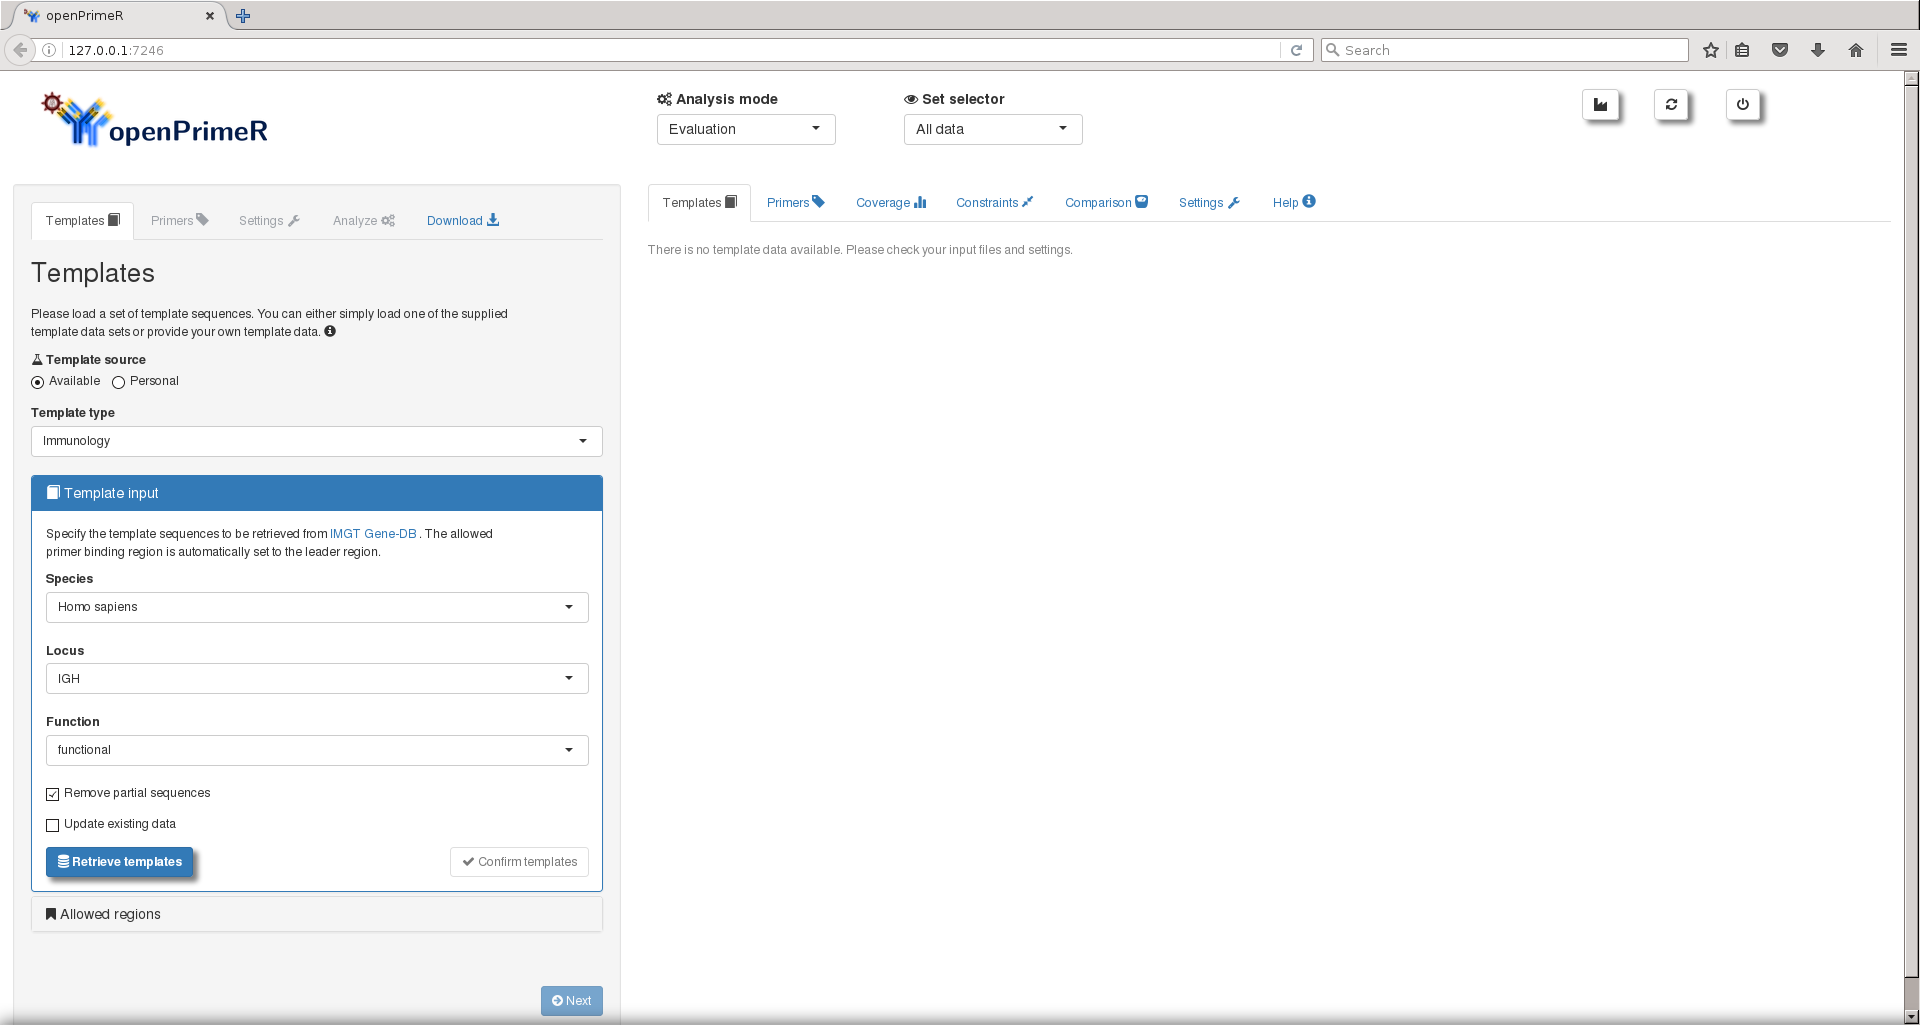 openPrimeR
127.0.0.1:7246
Search
openPrimeR
Analysis mode
Evaluation
Set selector
All data
Templates
Primers
Settings
Analyze
Download
Templates
Please load a set of template sequences. You can either simply load one of the supplied
template data sets or provide your own template data.
Template source
Available
Personal
Template type
Immunology
Template input
Specify the template sequences to be retrieved from IMGT Gene-DB . The allowed
primer binding region is automatically set to the leader region.
Species
Homo sapiens
Locus
IGH
Function
functional
Remove partial sequences
Update existing data
Retrieve templates
Confirm templates
Allowed regions
Next
Templates
Primers
Coverage
Constraints
Comparison
Settings
Help
There is no template data available. Please check your input files and settings.